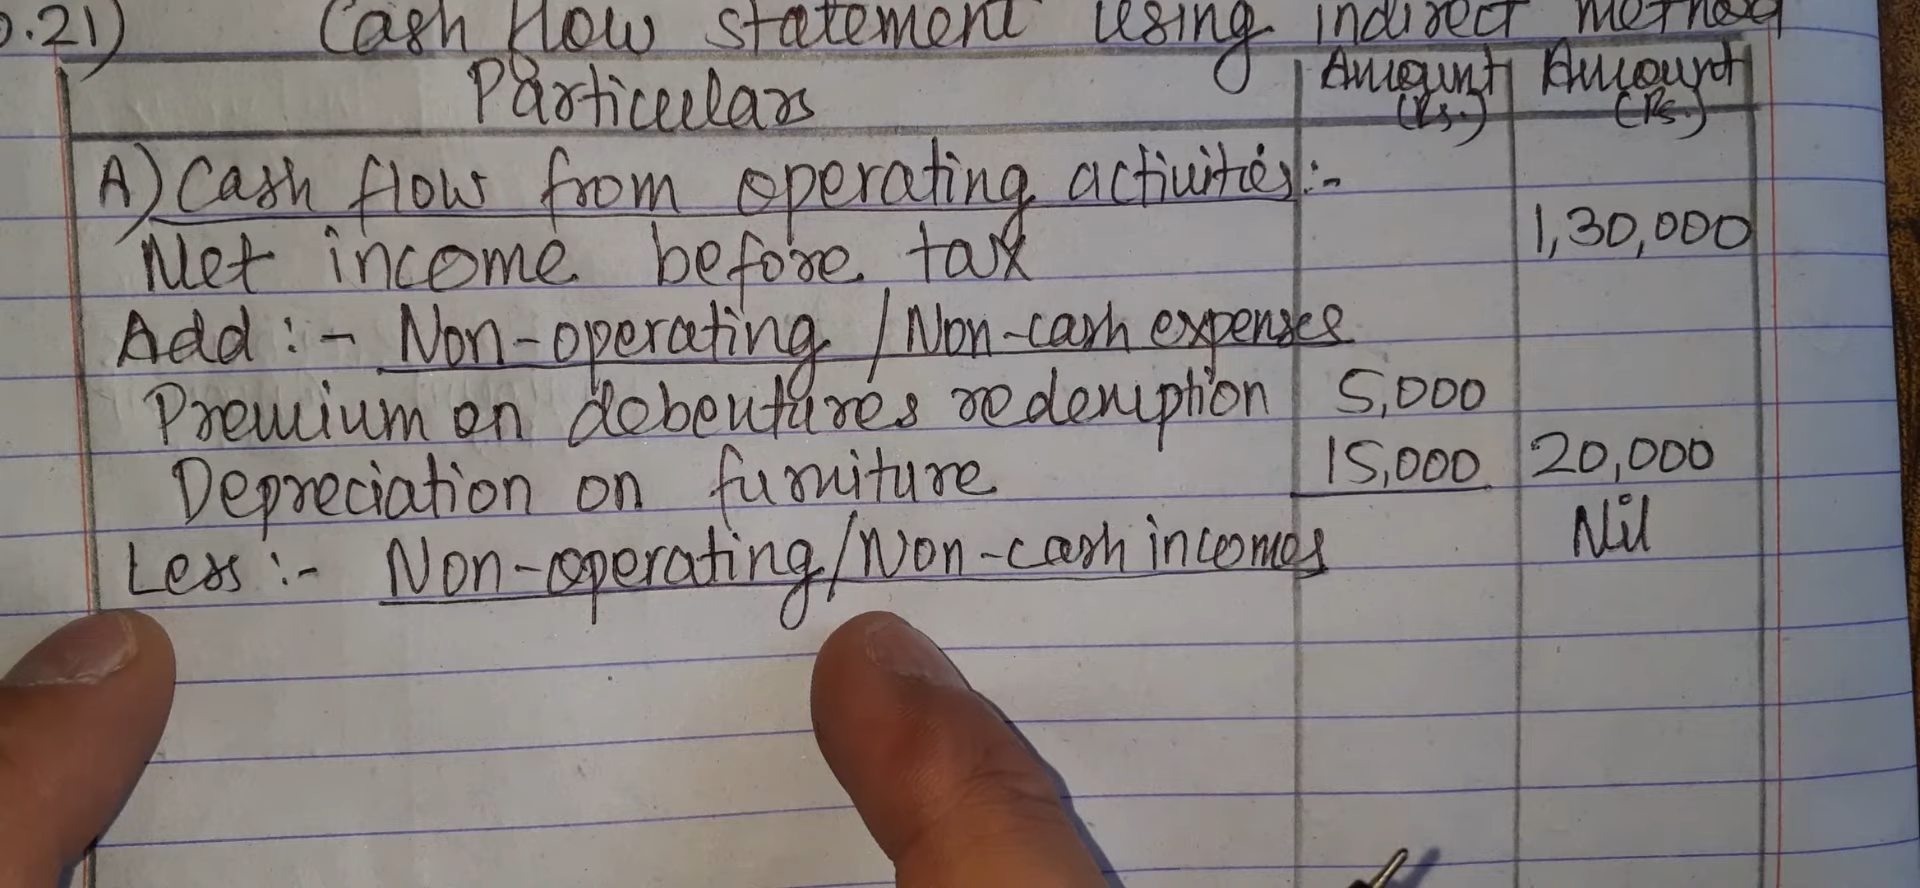 .21) Cash flow statement using indirect method
Particulars Amount (Rs.) Amount (Rs.)
A) Cash flow from operating activities:-
Net income before tax 1,30,000
Add :- Non-operating / Non-cash expenses
Premium on debentures redemption 5,000
Depreciation on furniture 15,000 20,000
Less :- Non-operating/Non-cash incomes Nil